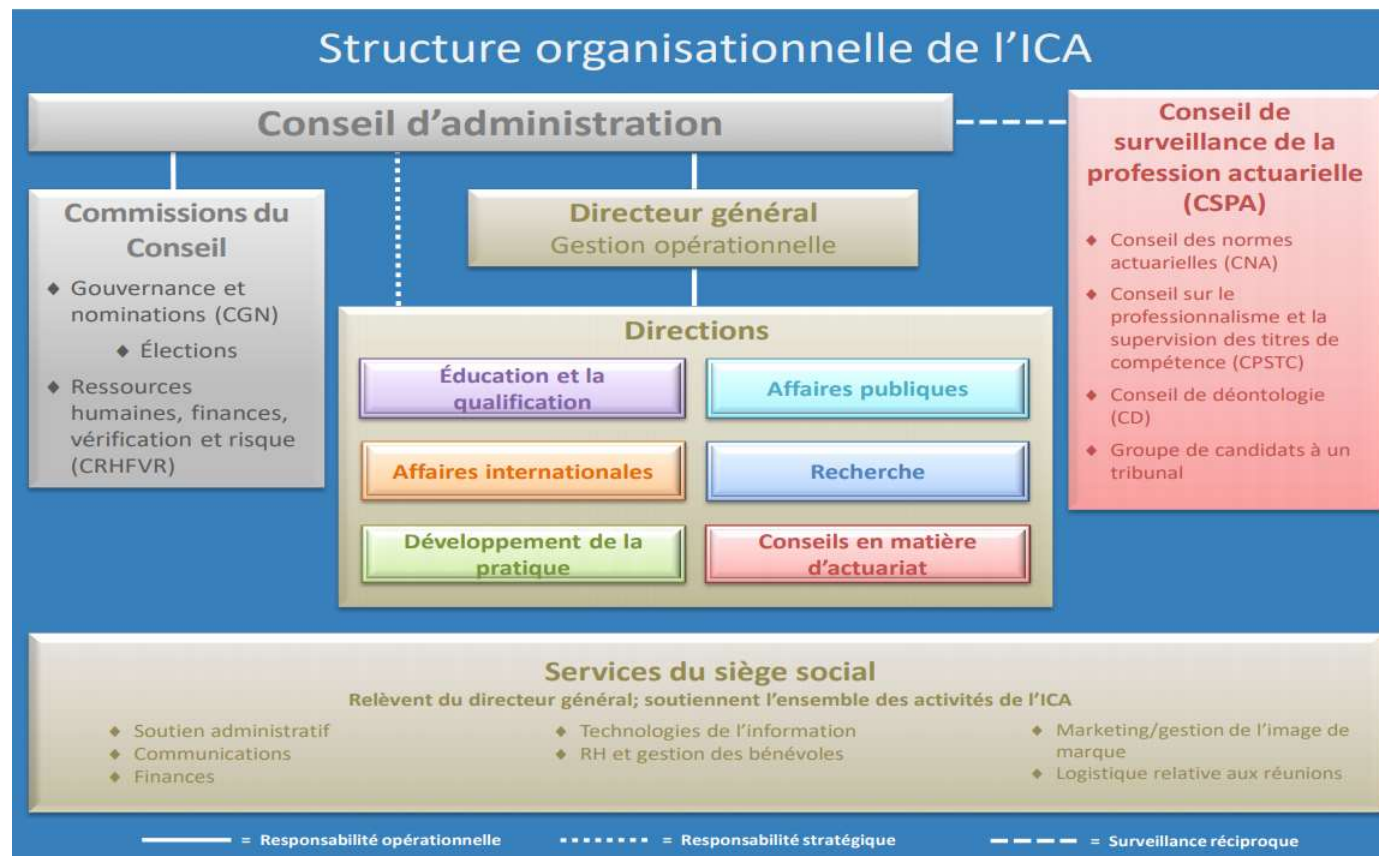 Structure organisationnelle de l'ICA
Conseil d'administration
Commissions du
Conseil
◆ Gouvernance et
nominations (CGN)
◆ Élections
◆ Ressources
humaines, finances,
vérification et risque
(CRHFVR)
Directeur général
Gestion opérationnelle
Directions
Éducation et la
qualification
Affaires publiques
Affaires internationales
Recherche
Développement de la
pratique
Conseils en matière
d'actuariat
Conseil de
surveillance de la
profession actuarielle
(CSPA)
◆ Conseil des normes
actuarielles (CNA)
◆ Conseil sur le
professionnalisme et la
supervision des titres de
compétence (CPSTC)
◆ Conseil de déontologie
(CD)
◆ Groupe de candidats à un
tribunal
Services du siège social
Relèvent du directeur général; soutiennent l'ensemble des activités de l'ICA
◆ Soutien administratif
◆ Communications
◆ Finances
◆ Technologies de l'information
◆ RH et gestion des bénévoles
◆ Marketing/gestion de l'image de
marque
◆ Logistique relative aux réunions
= Responsabilité opérationnelle
= Responsabilité stratégique
= Surveillance réciproque